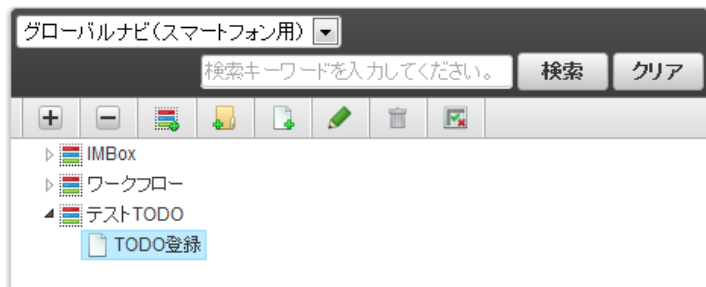 グローバルナビ(スマートフォン用)
検索キーワードを入力してください。 検索 クリア
IMBox
ワークフロー
テストTODO
TODO登録